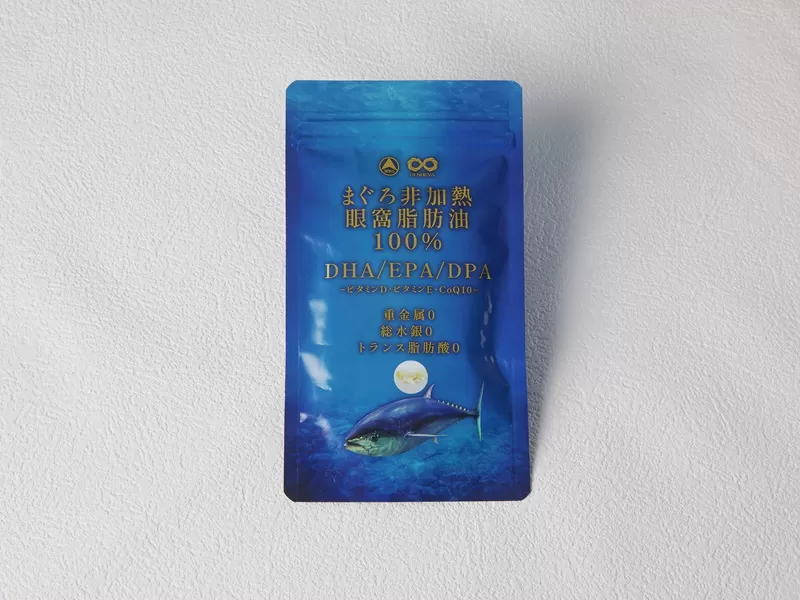 まぐろ非加熱
眼窩脂肪油
100%
DHA/EPA/DPA
~ビタミンD・ビタミンE・CoQ10~
重金属0
総水銀0
トランス脂肪酸0